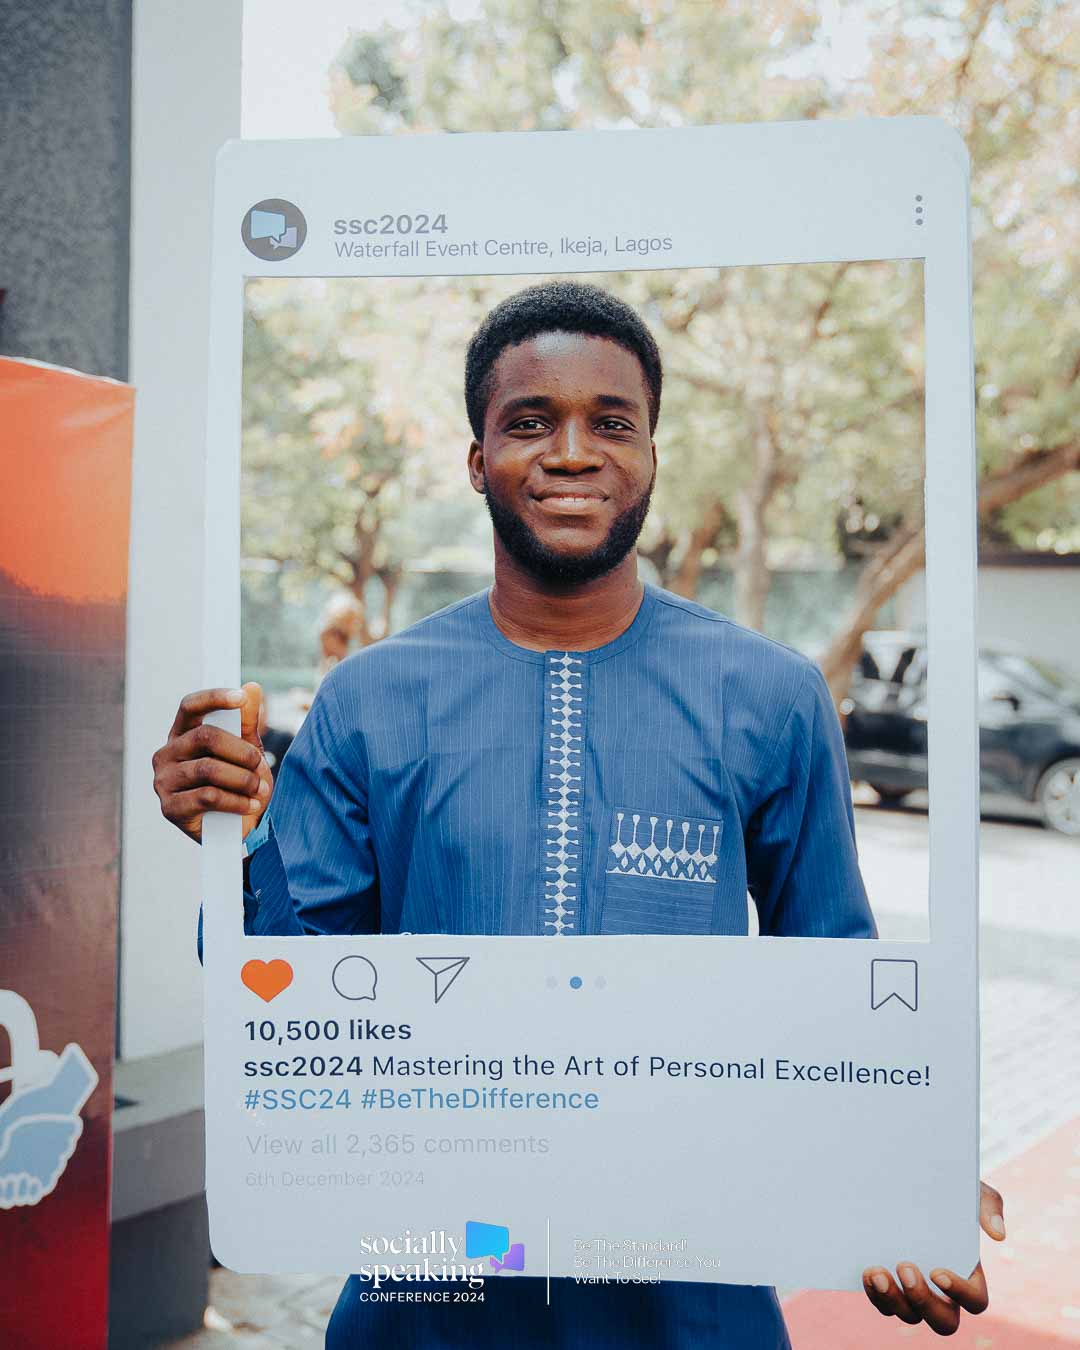 ssc2024
Waterfall Event Centre, Ikeja, Lagos
10,500 likes
ssc2024 Mastering the Art of Personal Excellence!
#SSC24 #BeTheDifference
View all 2,365 comments
6th December 2024
socially
speaking
CONFERENCE 2024
Be The Standard!
Be The Difference You
Want To See!